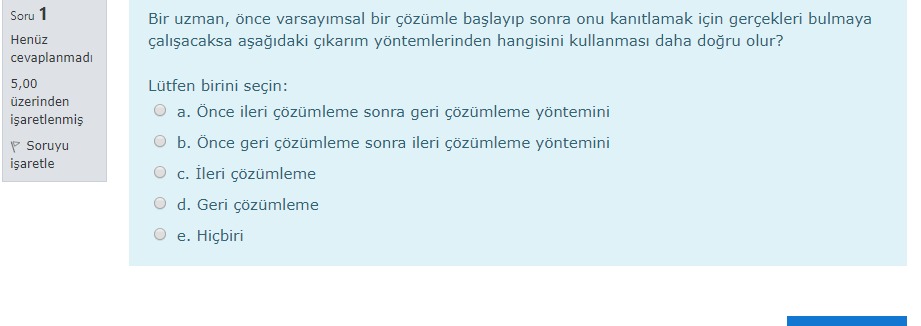 Soru 1
Henüz
cevaplanmadı
5,00
üzerinden
işaretlenmiş
Soruyu
işaretle
Bir uzman, önce varsayımsal bir çözümle başlayıp sonra onu kanıtlamak için gerçekleri bulmaya
çalışacaksa aşağıdaki çıkarım yöntemlerinden hangisini kullanması daha doğru olur?
Lütfen birini seçin:
a. Önce ileri çözümleme sonra geri çözümleme yöntemini
b. Önce geri çözümleme sonra ileri çözümleme yöntemini
c. İleri çözümleme
d. Geri çözümleme
e. Hiçbiri